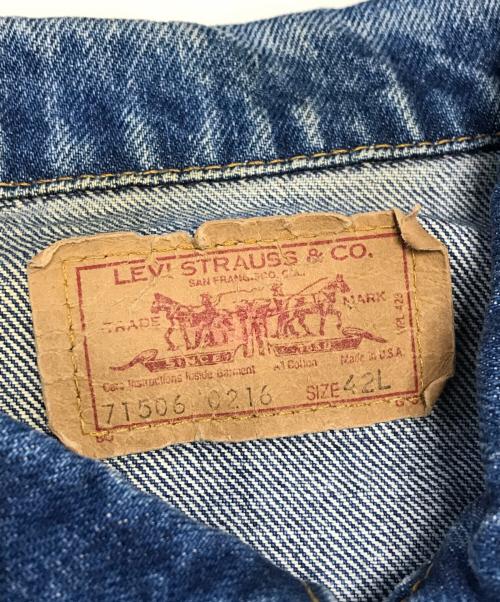 LEVI STRAUSS & CO.
SAN FRANCISCO, CAL.
TRADE MARK
Care Instructions Inside Garment All Cotton Made in U.S.A.
71506 0216 SIZE 42L